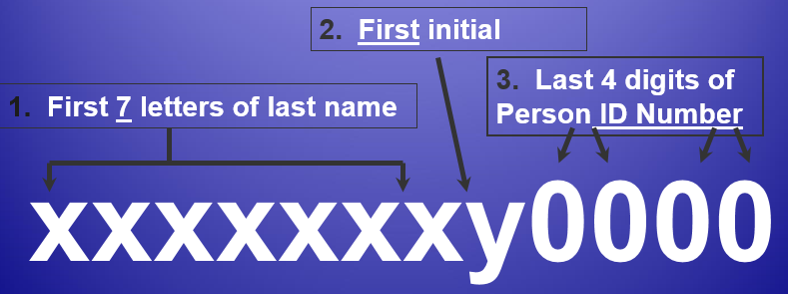 2. First initial
3. Last 4 digits of
Person ID Number
1. First 7 letters of last name
xxxxxxxy0000